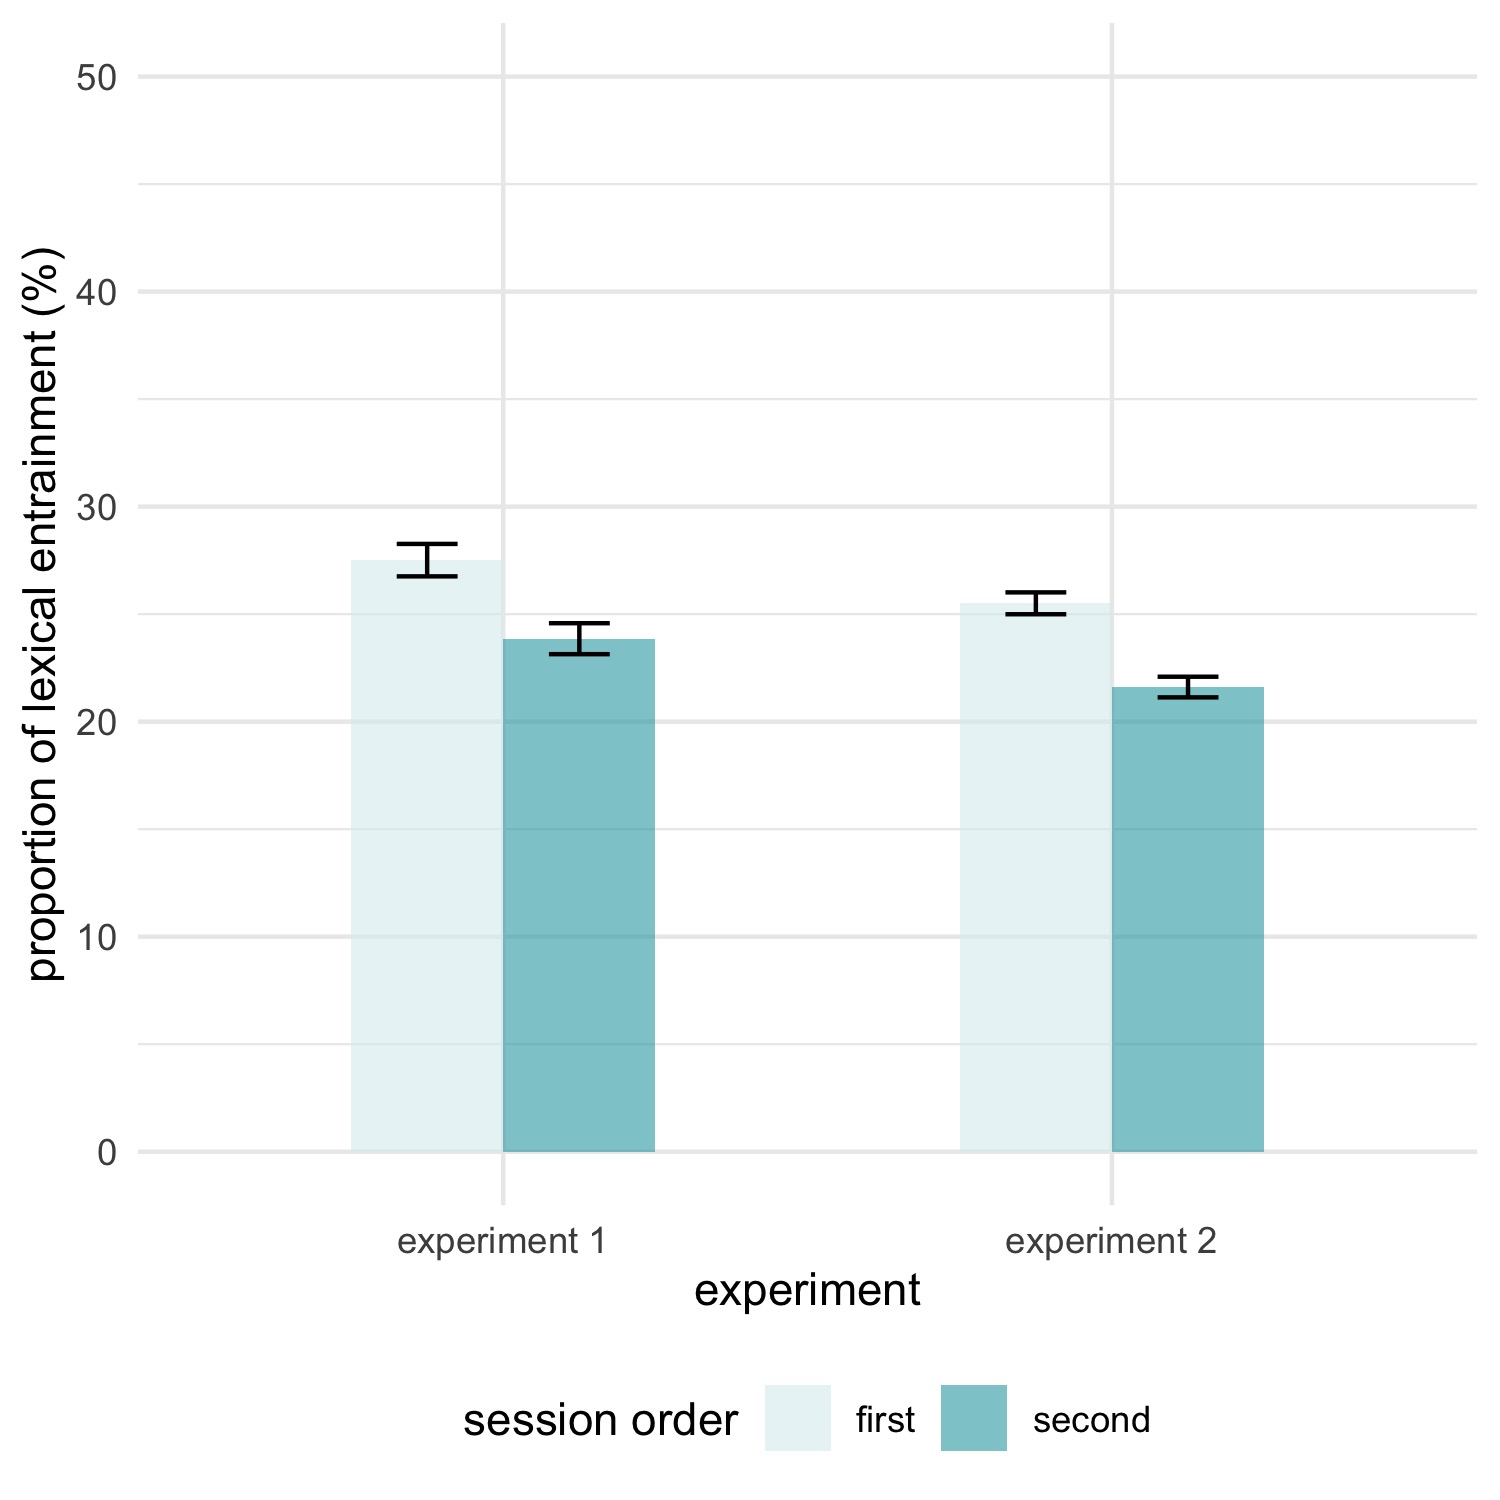 proportion of lexical entrainment (%)
50
40
30
20
10
0
experiment 1 experiment 2
experiment
session order first second